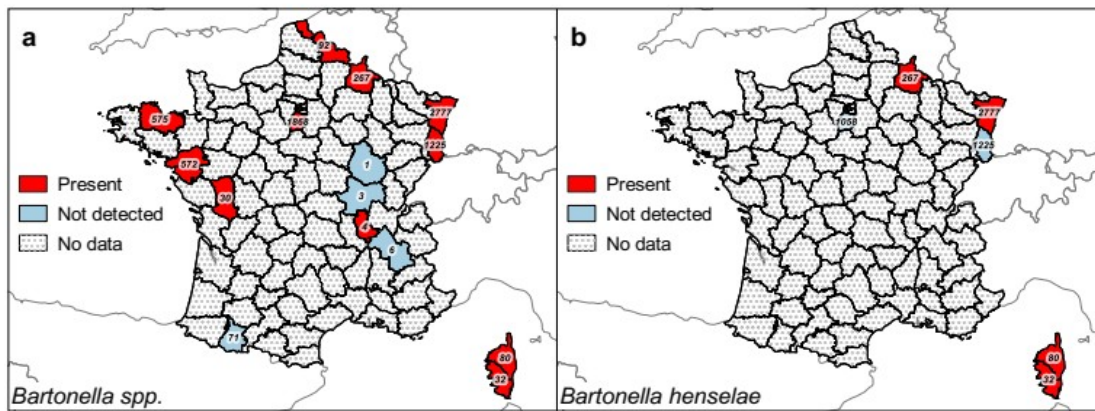 a
92
267
2777
1225
575
1868
572
1
30
3
4
6
71
80
32
Present
Not detected
No data
Bartonella spp.
b
267
2777
1058
1225
80
32
Present
Not detected
No data
Bartonella henselae